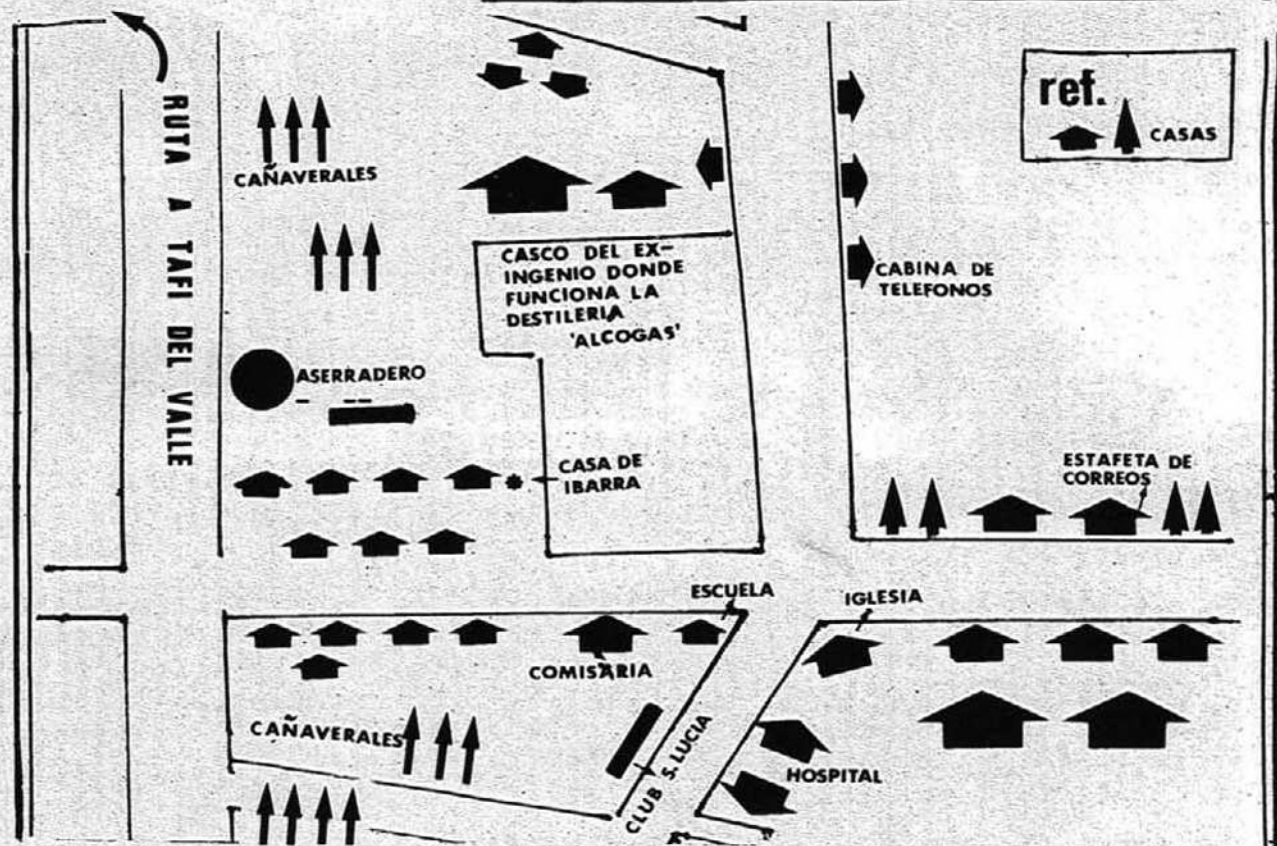 RUTA A TAFI DEL VALLE
CAÑAVERALES
ref.
CASAS
CASCO DEL EX-
INGENIO DONDE
FUNCIONA LA
DESTILERIA
'ALCOGAS'
CABINA DE
TELEFONOS
ASERRADERO
CASA DE
IBARRA
ESTAFETA DE
CORREOS
ESCUELA
IGLESIA
COMISARIA
CAÑAVERALES
CLUB S. LUCIA
HOSPITAL